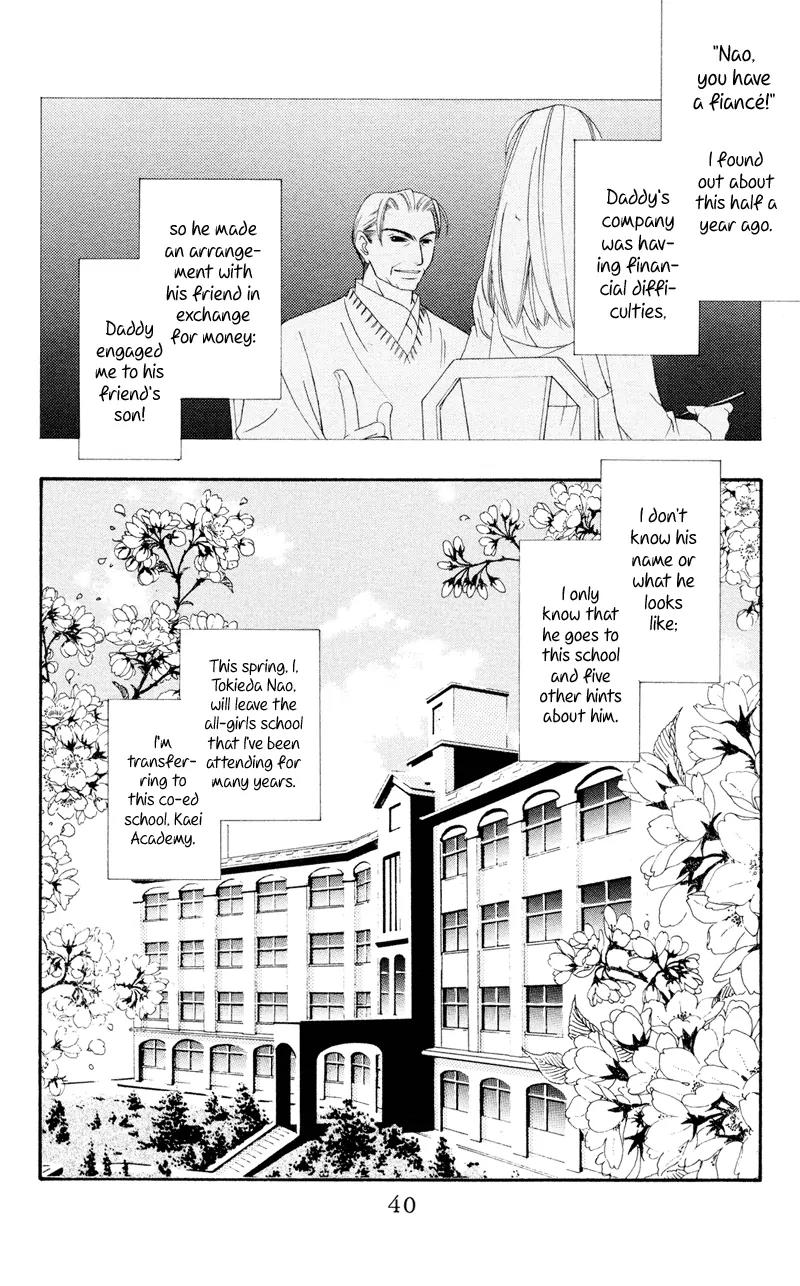 "Nao,
you have
a fiancé!"
I found
out about
this half a
year ago.
Daddy's
company
was hav-
ing finan-
cial diffi-
culties,
so he made
an arrange-
ment with
his friend in
exchange
for money:
Daddy
engaged
me to his
friend's
son!
I don't
know his
name or
what he
looks
like;
I only
know that
he goes to
this school
and five
other hints
about him.
This spring, I,
Tokieda Nao,
will leave the
all-girls school
that I've been
attending for
many years.
I'm
transfer-
ring to
this co-ed
school, Kaei
Academy.
40